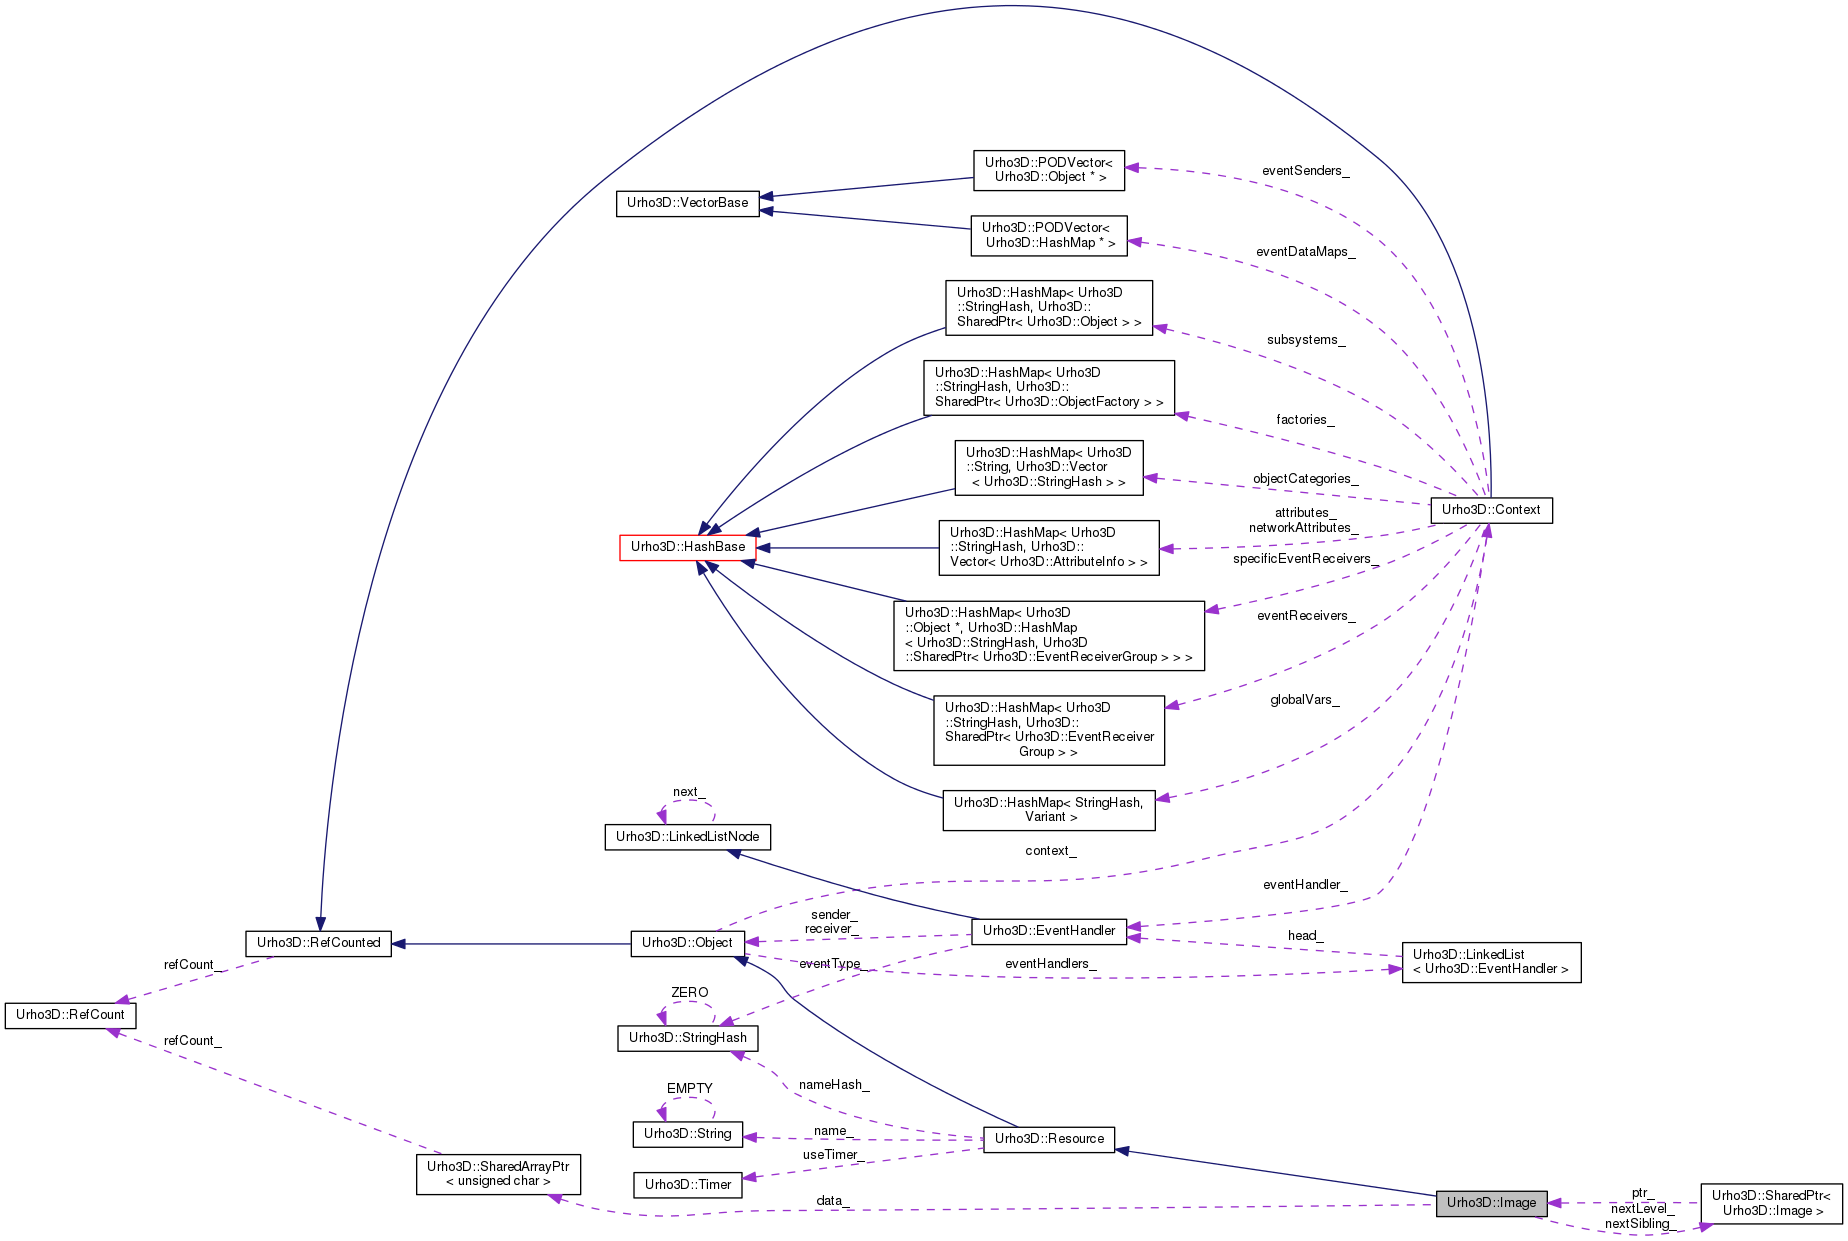 Urho3D::PODVector<
Urho3D::Object * >
eventSenders_
Urho3D::VectorBase
Urho3D::PODVector<
Urho3D::HashMap * >
eventDataMaps_
Urho3D::HashMap< Urho3D
::StringHash, Urho3D::
SharedPtr< Urho3D::Object > >
subsystems_
Urho3D::HashMap< Urho3D
::StringHash, Urho3D::
SharedPtr< Urho3D::ObjectFactory > >
factories_
Urho3D::HashMap< Urho3D
::String, Urho3D::Vector
< Urho3D::StringHash > >
objectCategories_
Urho3D::Context
attributes_
networkAttributes_
Urho3D::HashBase
Urho3D::HashMap< Urho3D
::StringHash, Urho3D::
Vector< Urho3D::AttributeInfo > >
specificEventReceivers_
Urho3D::HashMap< Urho3D
::Object *, Urho3D::HashMap
< Urho3D::StringHash, Urho3D
::SharedPtr< Urho3D::EventReceiverGroup > > >
eventReceivers_
Urho3D::HashMap< Urho3D
::StringHash, Urho3D::
SharedPtr< Urho3D::EventReceiver
Group > >
globalVars_
Urho3D::HashMap< StringHash,
Variant >
next_
Urho3D::LinkedListNode
context_
eventHandler_
sender_
receiver_
Urho3D::EventHandler
head_
Urho3D::RefCounted
Urho3D::Object
Urho3D::LinkedList
< Urho3D::EventHandler >
refCount_
eventType_
eventHandlers_
ZERO
Urho3D::RefCount
Urho3D::StringHash
refCount_
nameHash_
EMPTY
Urho3D::String
name_
Urho3D::Resource
useTimer_
Urho3D::SharedArrayPtr
< unsigned char >
Urho3D::Timer
data_
Urho3D::Image
ptr_
nextLevel_
nextSibling_
Urho3D::SharedPtr<
Urho3D::Image >